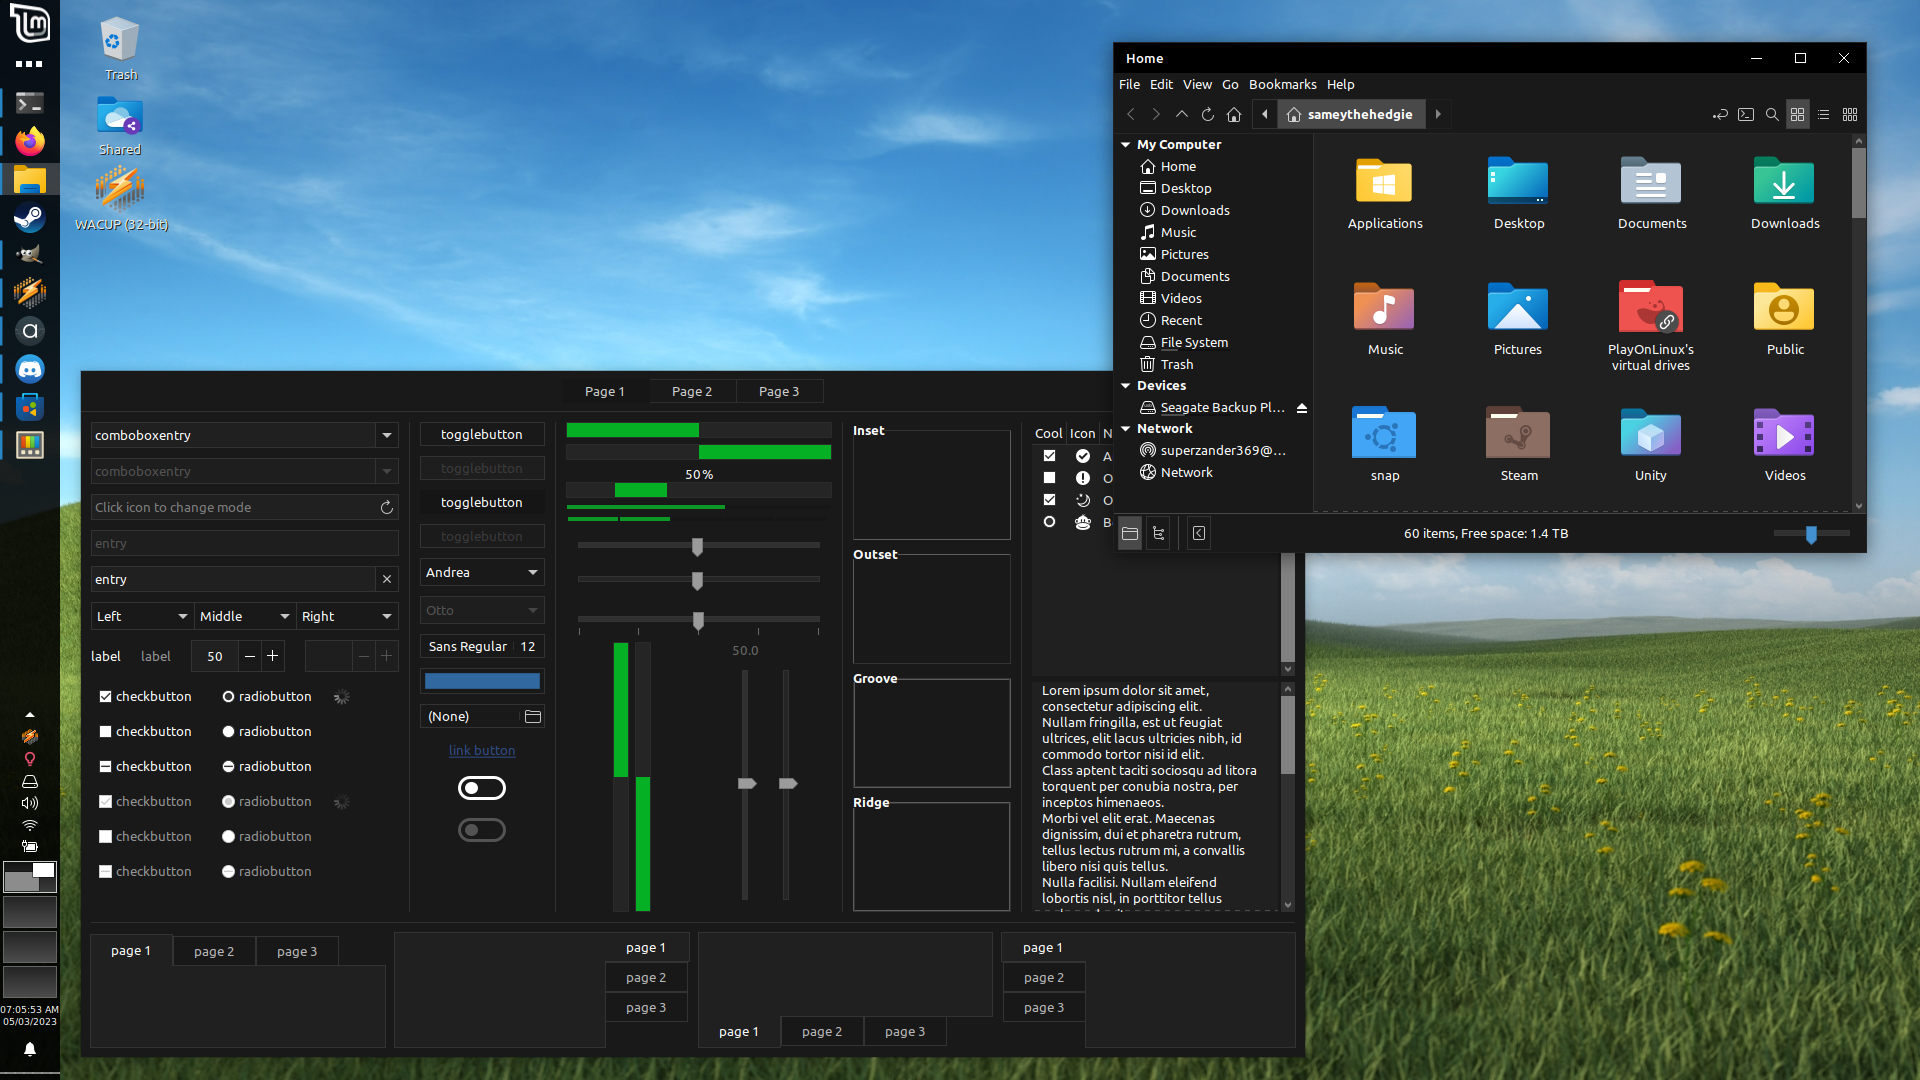 Trash
Shared
WACUP (32-bit)
07:05:53 AM
05/03/2023
Home
File Edit View Go Bookmarks Help
sameythehedgie
My Computer
Home
Desktop
Downloads
Music
Pictures
Documents
Videos
Recent
File System
Trash
Devices
Seagate Backup Pl...
Network
superzander369@...
Network
Applications
Desktop
Documents
Downloads
Music
Pictures
PlayOnLinux's
virtual drives
Public
snap
Steam
Unity
Videos
60 items, Free space: 1.4 TB
Page 1 Page 2 Page 3
comboboxentry
comboboxentry
Click icon to change mode
entry
entry
Left Middle Right
label label 50
checkbutton radiobutton
checkbutton radiobutton
checkbutton radiobutton
checkbutton radiobutton
checkbutton radiobutton
checkbutton radiobutton
togglebutton
togglebutton
togglebutton
togglebutton
Andrea
Otto
Sans Regular 12
(None)
link button
50%
50.0
Inset
Outset
Groove
Ridge
Cool Icon N
A
O
O
B
Lorem ipsum dolor sit amet,
consectetur adipiscing elit.
Nullam fringilla, est ut feugiat
ultrices, elit lacus ultricies nibh, id
commodo tortor nisi id elit.
Class aptent taciti sociosqu ad litora
torquent per conubia nostra, per
inceptos himenaeos.
Morbi vel elit erat. Maecenas
dignissim, dui et pharetra rutrum,
tellus lectus rutrum mi, a convallis
libero nisi quis tellus.
Nulla facilisi. Nullam eleifend
lobortis nisl, in porttitor tellus
page 1 page 2 page 3
page 1
page 2
page 3
page 1 page 2 page 3
page 1
page 2
page 3